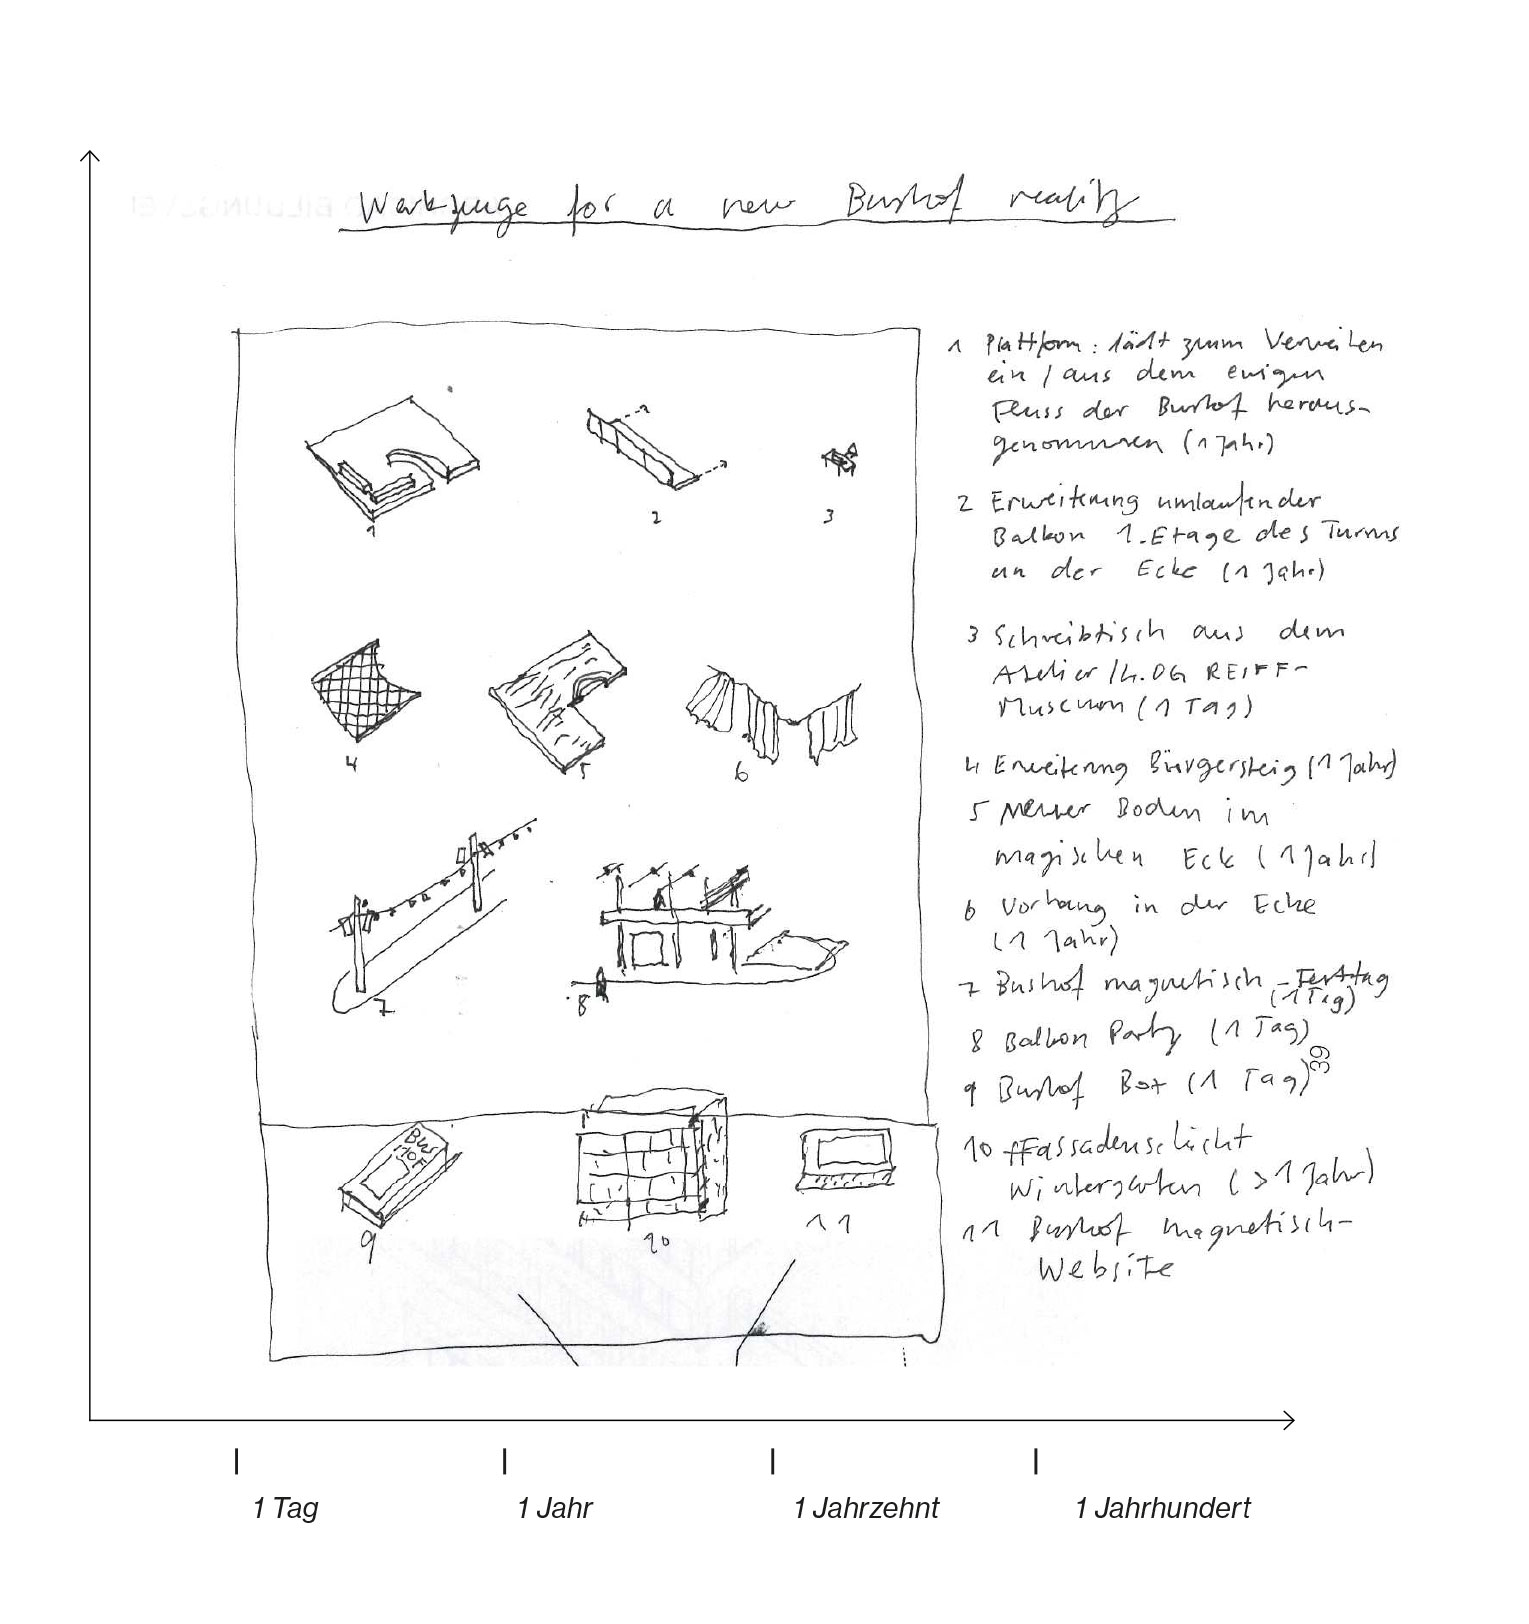 Werkzeuge for a new Bushof reality
1 Plattform: lädt zum Verweilen
ein / aus dem ewigen
Fluss der Bushof heraus-
genommen (1 Jahr)
2 Erweiterung umlaufender
Balkon 1. Etage des Turms
an der Ecke (1 Jahr)
3 Schreibtisch aus dem
Atelier /4. OG REIFF-
Museum (1 Tag)
4 Erweiterung Bürgersteig (1 Jahr)
5 Neuer Boden im
magischen Eck (1 Jahr)
6 Vorhang in der Ecke
(1 Jahr)
7 Bushof magnetisch - Festtag
(1 Tag)
8 Balkon Party (1 Tag)
39
9 Bushof Box (1 Tag)
10 Fassadenschicht
Wintergarten (>1 Jahr)
11 Bushof magnetisch-
Website
1
2
3
4
5
6
7
8
BUSHOF
9
10
11
1 Tag
1 Jahr
1 Jahrzehnt
1 Jahrhundert